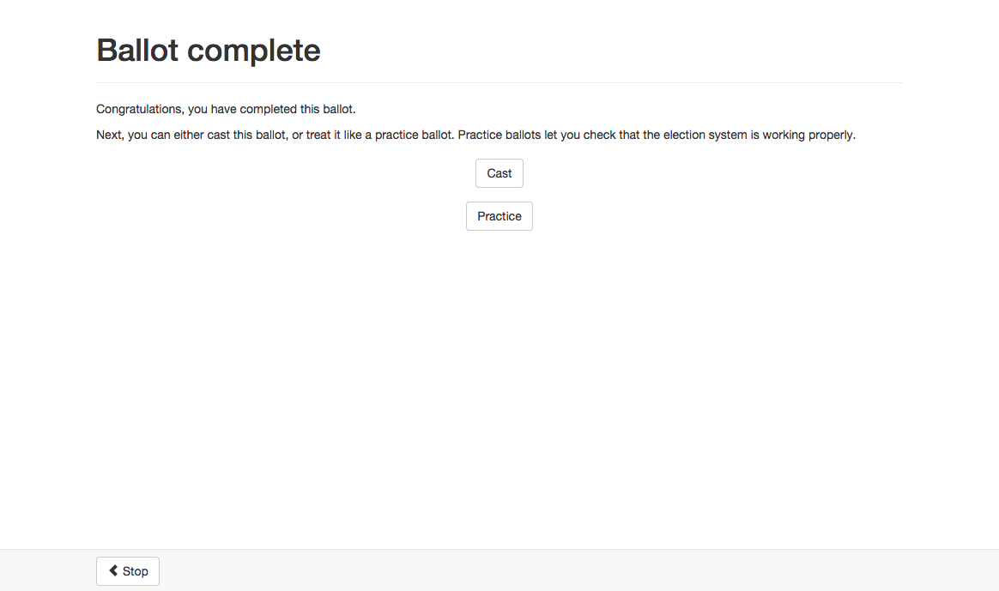 Ballot complete
Congratulations, you have completed this ballot.
Next, you can either cast this ballot, or treat it like a practice ballot. Practice ballots let you check that the election system is working properly.
Cast
Practice
Stop